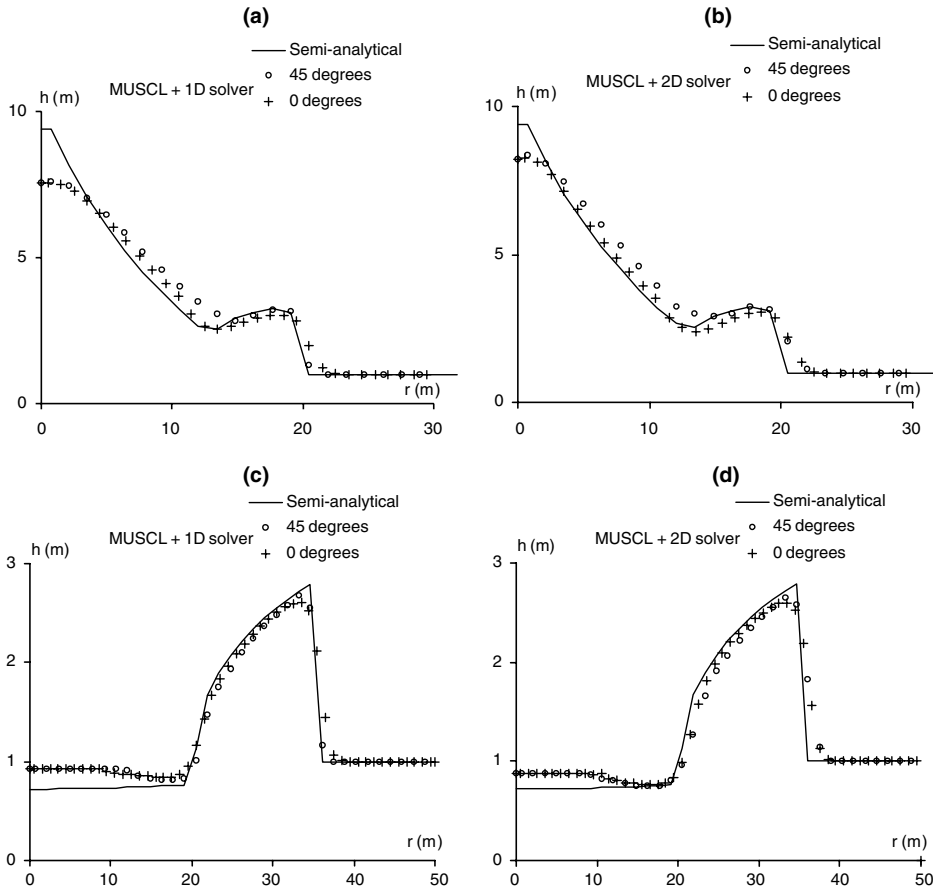 (a)
Semi-analytical
45 degrees
0 degrees
MUSCL + 1D solver
h (m)
10
5
0
r (m)
0 10 20 30
(b)
Semi-analytical
45 degrees
0 degrees
MUSCL + 2D solver
h (m)
10
5
0
r (m)
0 10 20 30
(c)
Semi-analytical
45 degrees
0 degrees
MUSCL + 1D solver
h (m)
3
2
1
0
r (m)
0 10 20 30 40 50
(d)
Semi-analytical
45 degrees
0 degrees
MUSCL + 2D solver
h (m)
3
2
1
0
r (m)
0 10 20 30 40 50